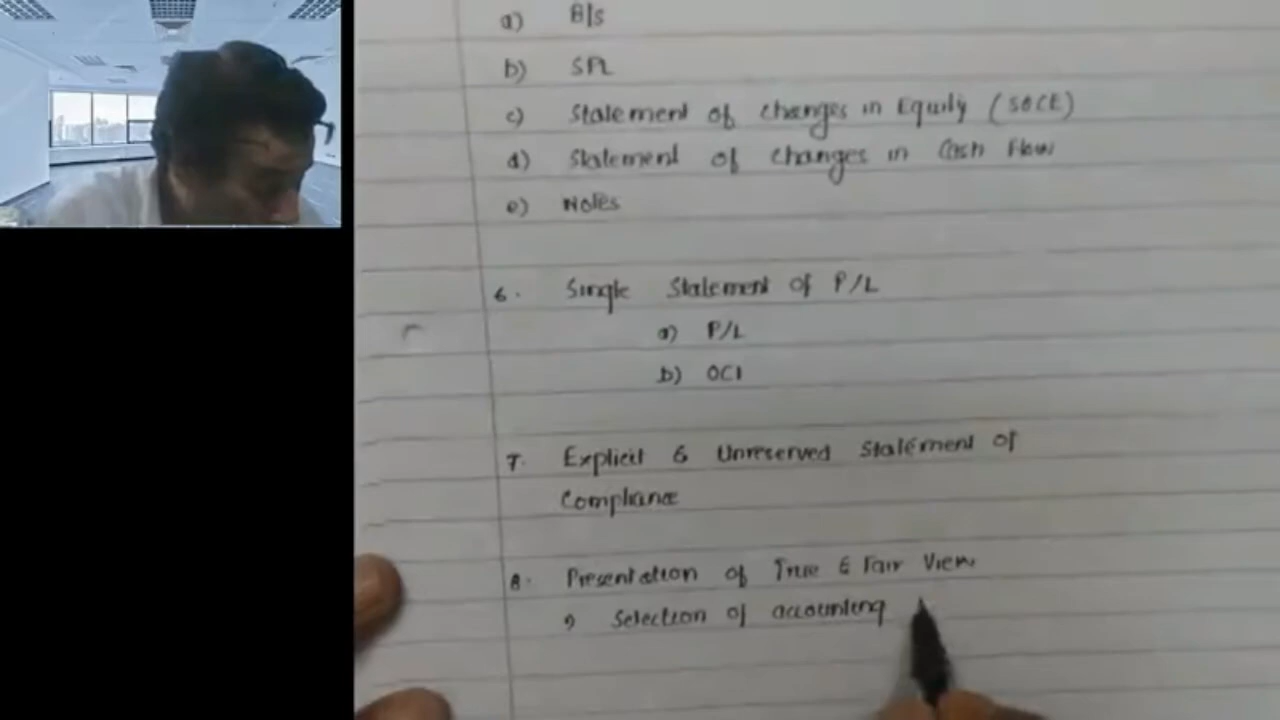 a) B/s
b) SPL
c) Statement of changes in Equity (SOCE)
d) Statement of changes in Cash Flow
e) Notes
6. Single Statement of P/L
a) P/L
b) OCI
7. Explicit & Unreserved Statement of
Compliance
8. Presentation of True & Fair View
i) Selection of accounting